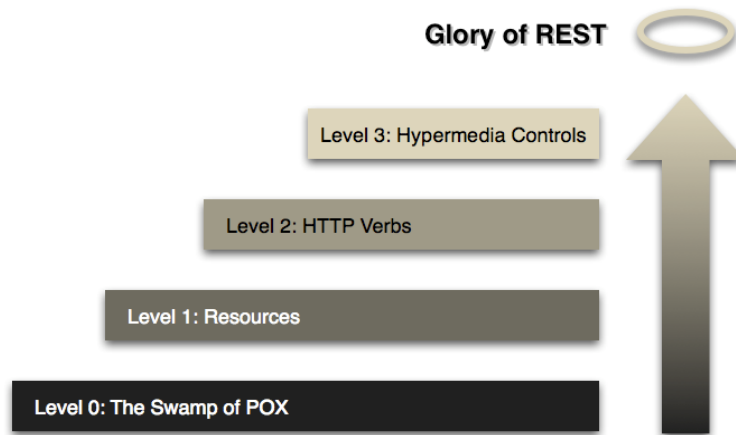 Glory of REST
Level 3: Hypermedia Controls
Level 2: HTTP Verbs
Level 1: Resources
Level 0: The Swamp of POX